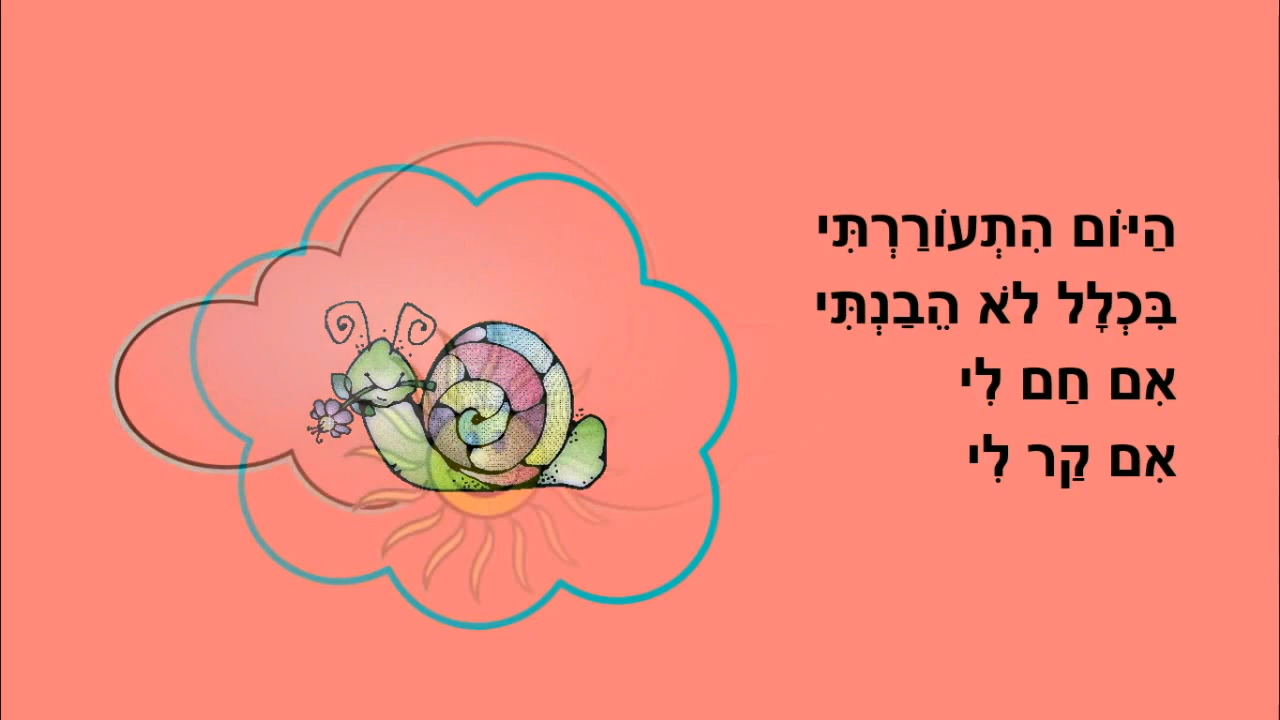 הַיּוֹם הִתְעוֹרַרְתִּי
בִּכְלָל לֹא הֵבַנְתִּי
אִם חַם לִי
אִם קַר לִי